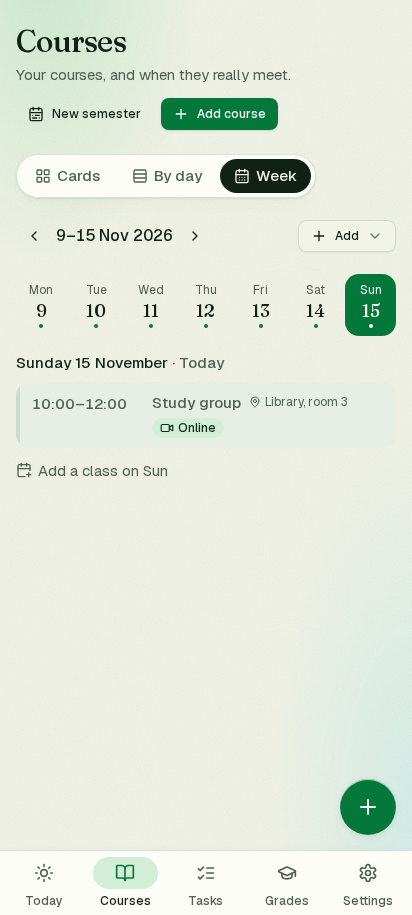 Courses
Your courses, and when they really meet.
New semester Add course
Cards By day Week
9–15 Nov 2026 Add
Mon Tue Wed Thu Fri Sat Sun
9 10 11 12 13 14 15
Sunday 15 November · Today
10:00–12:00 Study group Library, room 3
Online
Add a class on Sun
Today Courses Tasks Grades Settings